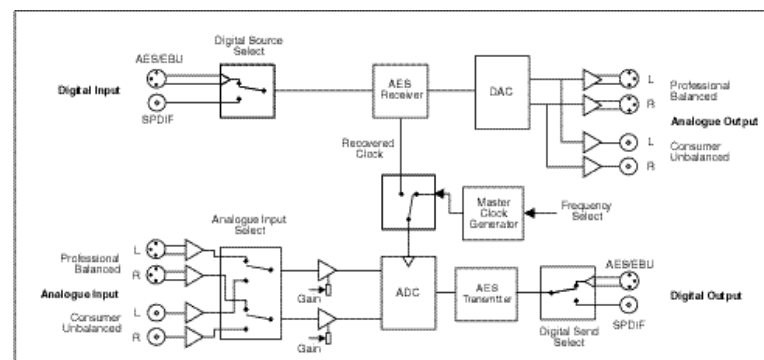 AES/EBU
Digital Source
Select
Digital Input
SPDIF
AES
Receiver
DAC
L
R
Professional
Balanced
Analogue Output
L
R
Consumer
Unbalanced
Recovered
Clock
Master
Clock
Generator
Frequency
Select
Analogue Input
Select
Professional
Balanced
L
R
Analogue Input
Consumer
Unbalanced
L
R
Gain
Gain
ADC
AES
Transmitter
AES/EBU
Digital Output
SPDIF
Digital Send
Select